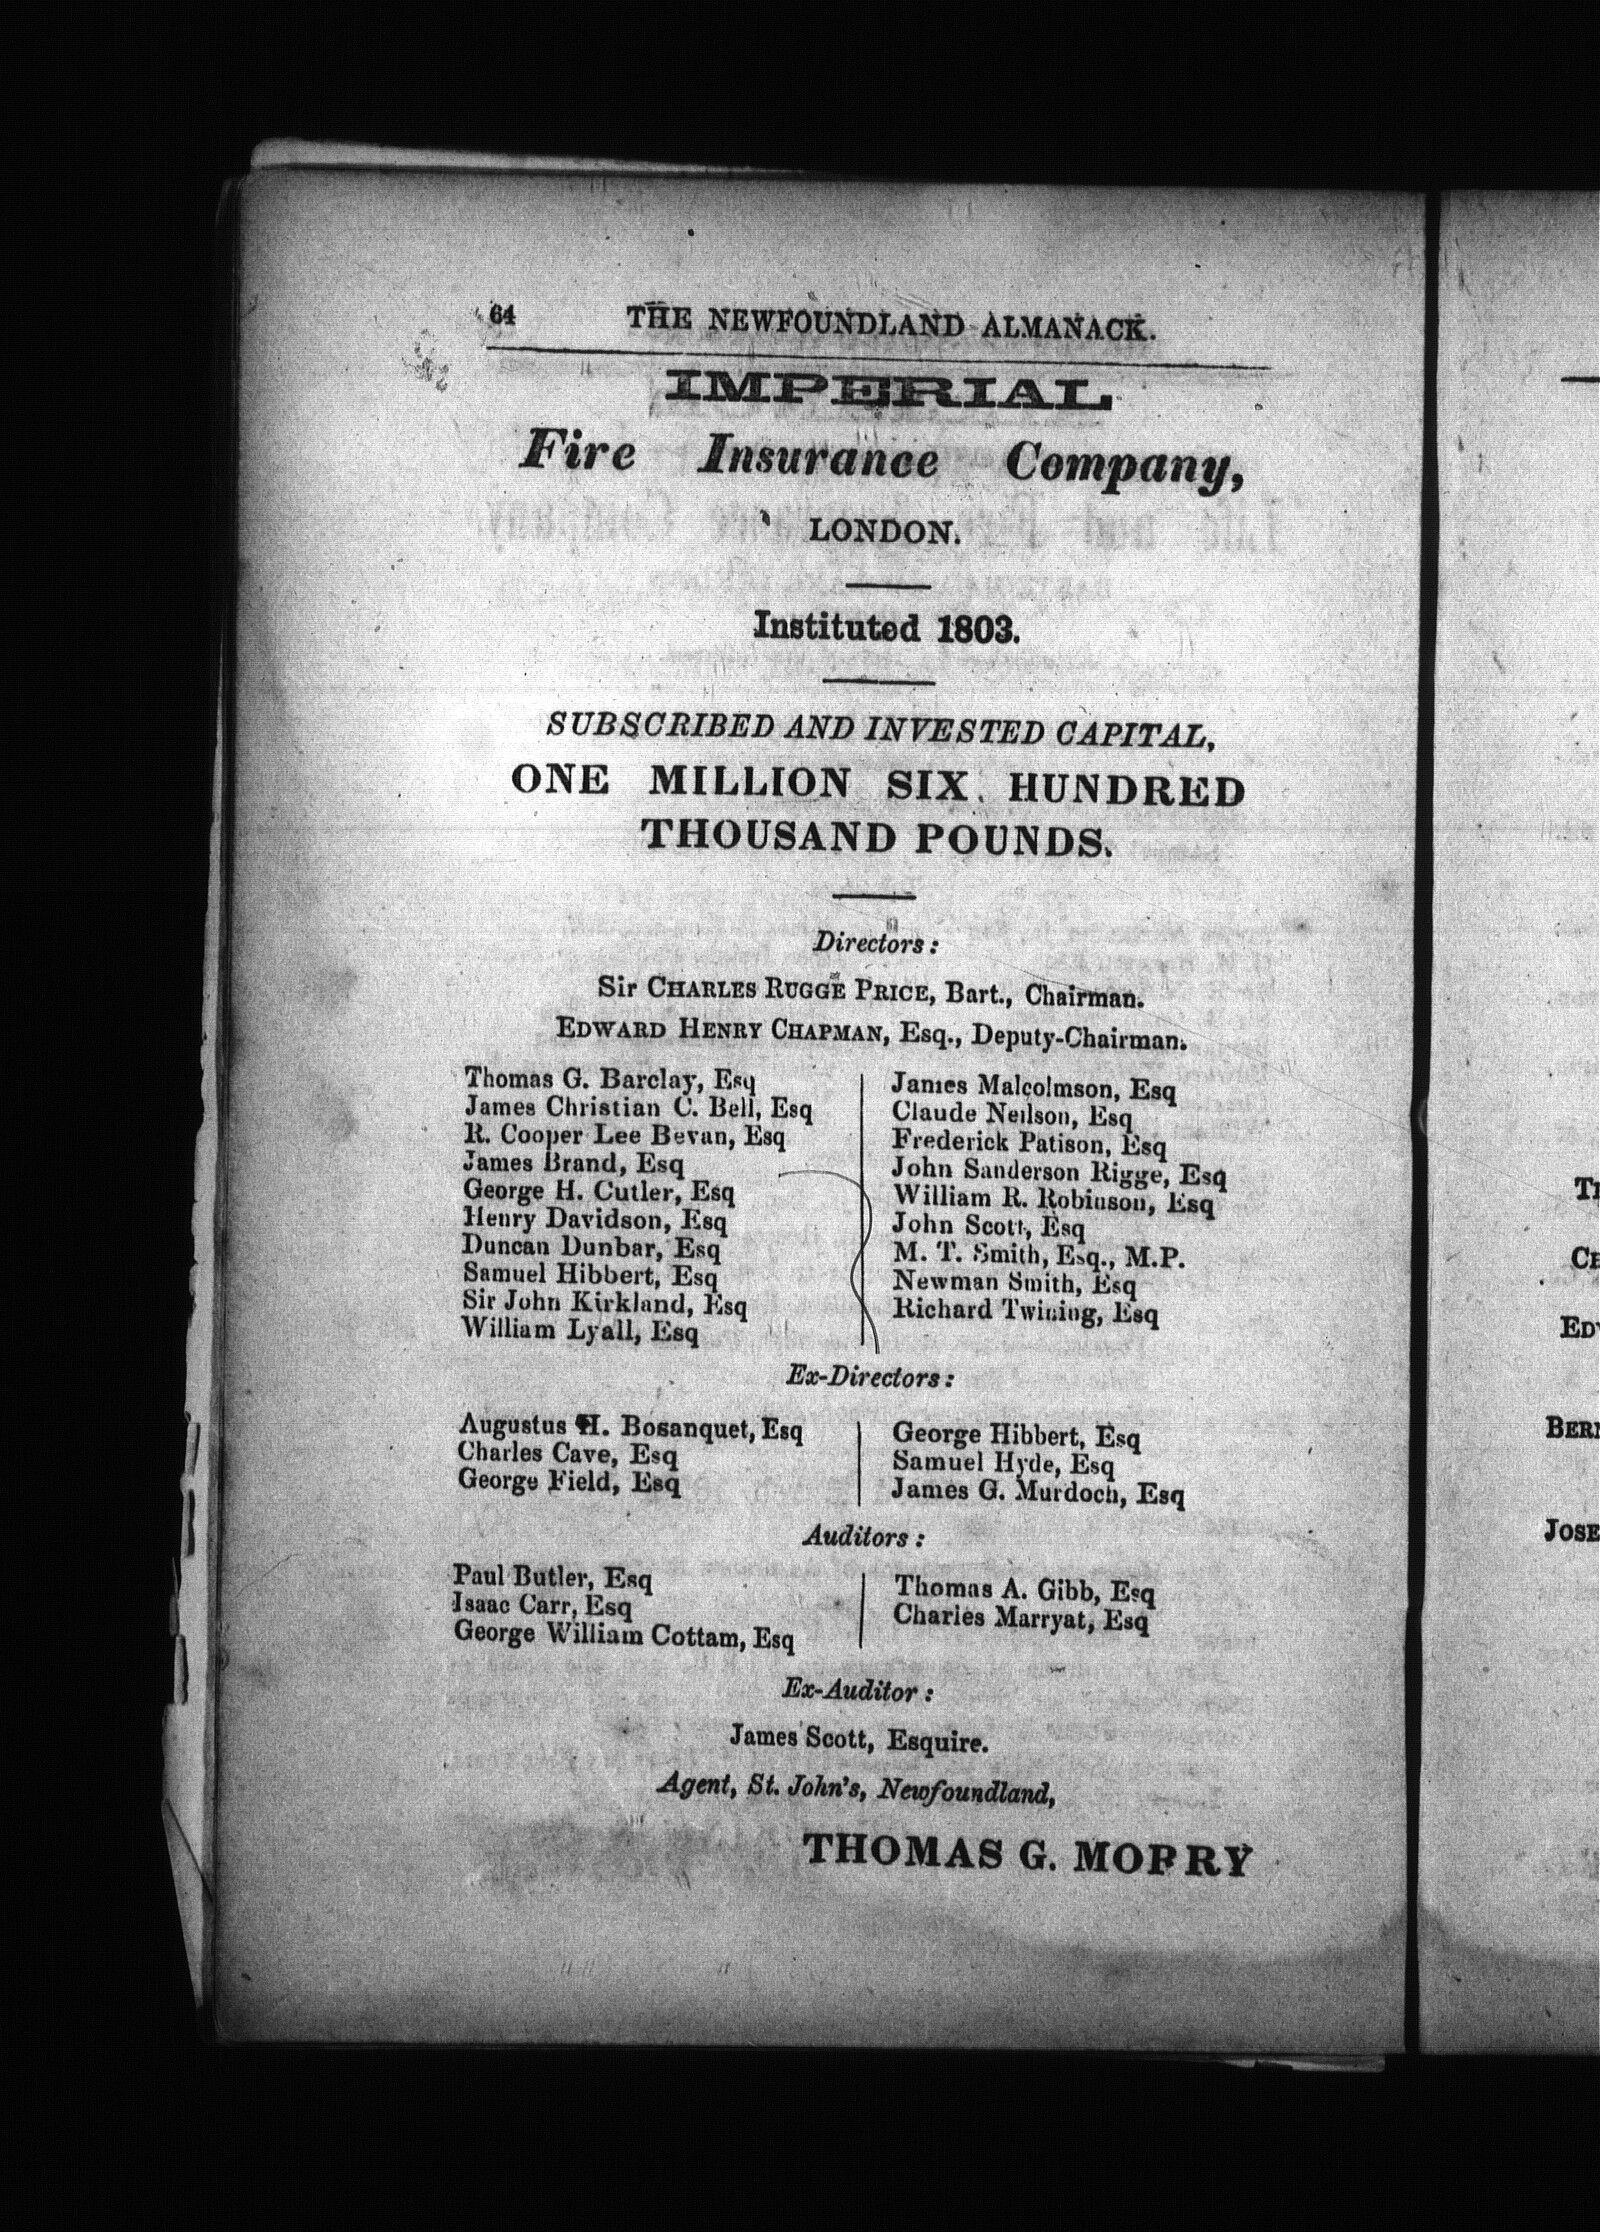 64 THE NEWFOUNDLAND ALMANACK.
IMPERIAL
Fire Insurance Company,
LONDON.
Instituted 1803.
SUBSCRIBED AND INVESTED CAPITAL,
ONE MILLION SIX HUNDRED
THOUSAND POUNDS.
Directors:
Sir CHARLES RUGGE PRICE, Bart., Chairman.
EDWARD HENRY CHAPMAN, Esq., Deputy-Chairman.
Thomas G. Barclay, Esq
James Christian C. Bell, Esq
R. Cooper Lee Bevan, Esq
James Brand, Esq
George H. Cutler, Esq
Henry Davidson, Esq
Duncan Dunbar, Esq
Samuel Hibbert, Esq
Sir John Kirkland, Esq
William Lyall, Esq
James Malcolmson, Esq
Claude Neilson, Esq
Frederick Patison, Esq
John Sanderson Rigge, Esq
William R. Robinson, Esq
John Scott, Esq
M. T. Smith, Esq., M.P.
Newman Smith, Esq
Richard Twining, Esq
Ex-Directors:
Augustus H. Bosanquet, Esq
Charles Cave, Esq
George Field, Esq
George Hibbert, Esq
Samuel Hyde, Esq
James G. Murdoch, Esq
Auditors:
Paul Butler, Esq
Isaac Carr, Esq
George William Cottam, Esq
Thomas A. Gibb, Esq
Charles Marryat, Esq
Ex-Auditor:
James Scott, Esquire.
Agent, St. John's, Newfoundland,
THOMAS G. MORRY